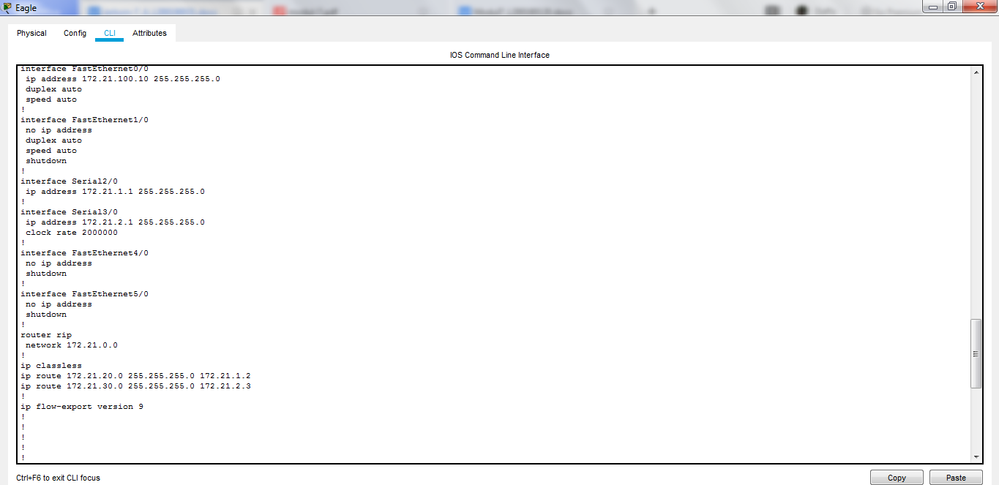 Eagle
Physical Config CLI Attributes
IOS Command Line Interface
interface FastEthernet0/0
 ip address 172.21.100.10 255.255.255.0
 duplex auto
 speed auto
!
interface FastEthernet1/0
 no ip address
 duplex auto
 speed auto
 shutdown
!
interface Serial2/0
 ip address 172.21.1.1 255.255.255.0
!
interface Serial3/0
 ip address 172.21.2.1 255.255.255.0
 clock rate 2000000
!
interface FastEthernet4/0
 no ip address
 shutdown
!
interface FastEthernet5/0
 no ip address
 shutdown
!
router rip
 network 172.21.0.0
!
ip classless
ip route 172.21.20.0 255.255.255.0 172.21.1.2
ip route 172.21.30.0 255.255.255.0 172.21.2.3
!
ip flow-export version 9
!
!
!
!
!
Ctrl+F6 to exit CLI focus
Copy Paste